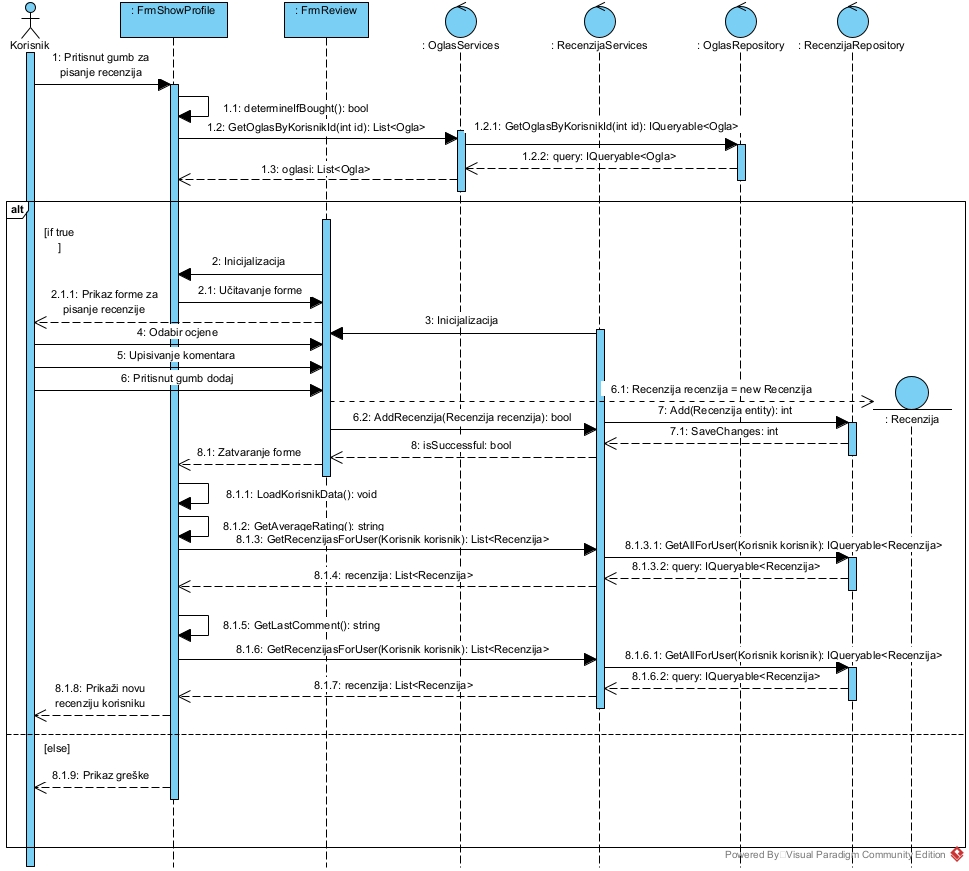 : FrmShowProfile
: FrmReview
Korisnik
: OglasServices
: RecenzijaServices
: OglasRepository
: RecenzijaRepository
1: Pritisnut gumb za
pisanje recenzija
1.1: determineIfBought(): bool
1.2: GetOglasByKorisnikId(int id): List<Ogla>
1.2.1: GetOglasByKorisnikId(int id): IQueryable<Ogla>
1.2.2: query: IQueryable<Ogla>
1.3: oglasi: List<Ogla>
alt
[if true
]
2: Inicijalizacija
2.1: Učitavanje forme
2.1.1: Prikaz forme za
pisanje recenzije
3: Inicijalizacija
4: Odabir ocjene
5: Upisivanje komentara
6: Pritisnut gumb dodaj
6.1: Recenzija recenzija = new Recenzija
: Recenzija
6.2: AddRecenzija(Recenzija recenzija): bool
7: Add(Recenzija entity): int
7.1: SaveChanges: int
8: isSuccessful: bool
8.1: Zatvaranje forme
8.1.1: LoadKorisnikData(): void
8.1.2: GetAverageRating(): string
8.1.3: GetRecenzijasForUser(Korisnik korisnik): List<Recenzija>
8.1.3.1: GetAllForUser(Korisnik korisnik): IQueryable<Recenzija>
8.1.3.2: query: IQueryable<Recenzija>
8.1.4: recenzija: List<Recenzija>
8.1.5: GetLastComment(): string
8.1.6: GetRecenzijasForUser(Korisnik korisnik): List<Recenzija>
8.1.6.1: GetAllForUser(Korisnik korisnik): IQueryable<Recenzija>
8.1.6.2: query: IQueryable<Recenzija>
8.1.7: recenzija: List<Recenzija>
8.1.8: Prikaži novu
recenziju korisniku
[else]
8.1.9: Prikaz greške
Powered By Visual Paradigm Community Edition